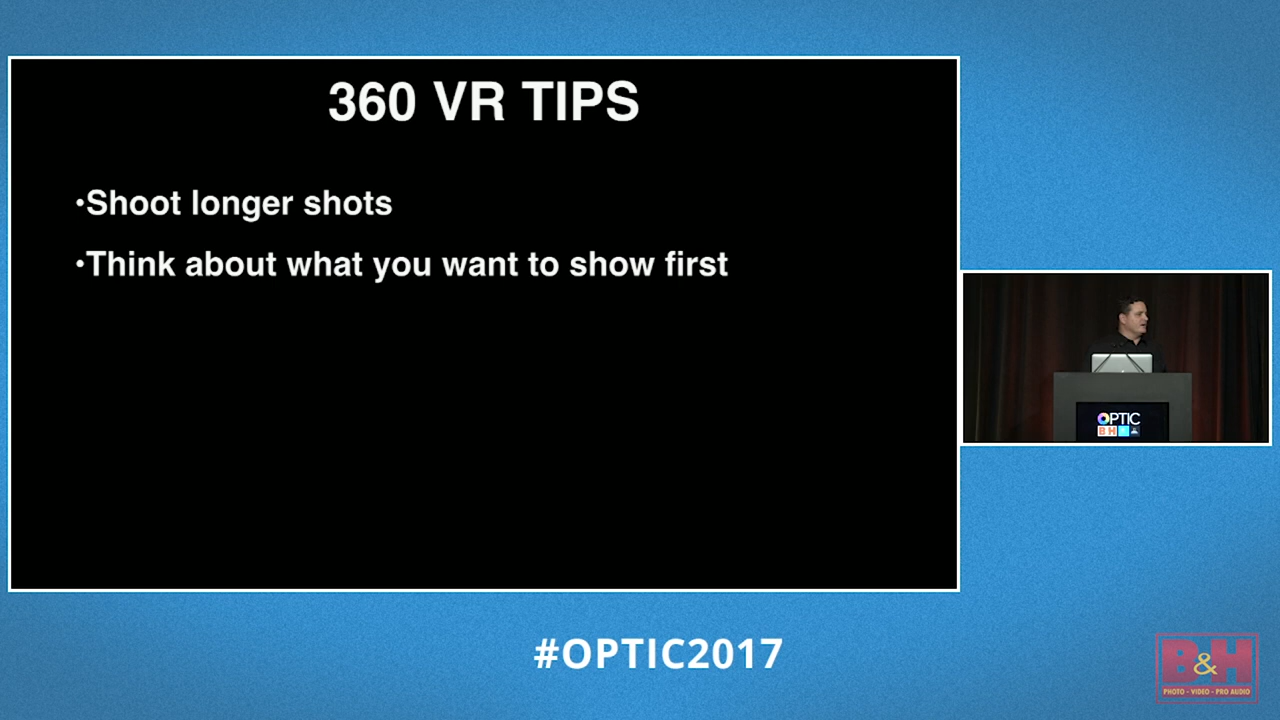 360 VR TIPS
•Shoot longer shots
•Think about what you want to show first
OPTIC
B H
#OPTIC2017
B&H
PHOTO - VIDEO - PRO AUDIO